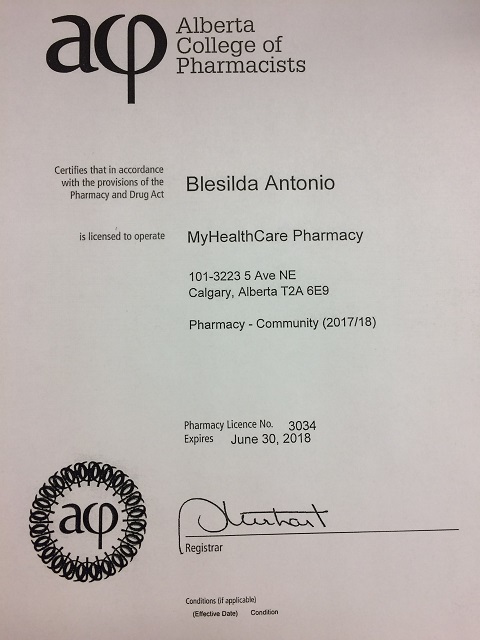 acp
Alberta
College of
Pharmacists
Certifies that in accordance
with the provisions of the
Pharmacy and Drug Act
Blesilda Antonio
is licensed to operate
MyHealthCare Pharmacy
101-3223 5 Ave NE
Calgary, Alberta T2A 6E9
Pharmacy - Community (2017/18)
Pharmacy Licence No. 3034
Expires June 30, 2018
acp
Registrar
Conditions (if applicable)
(Effective Date) Condition